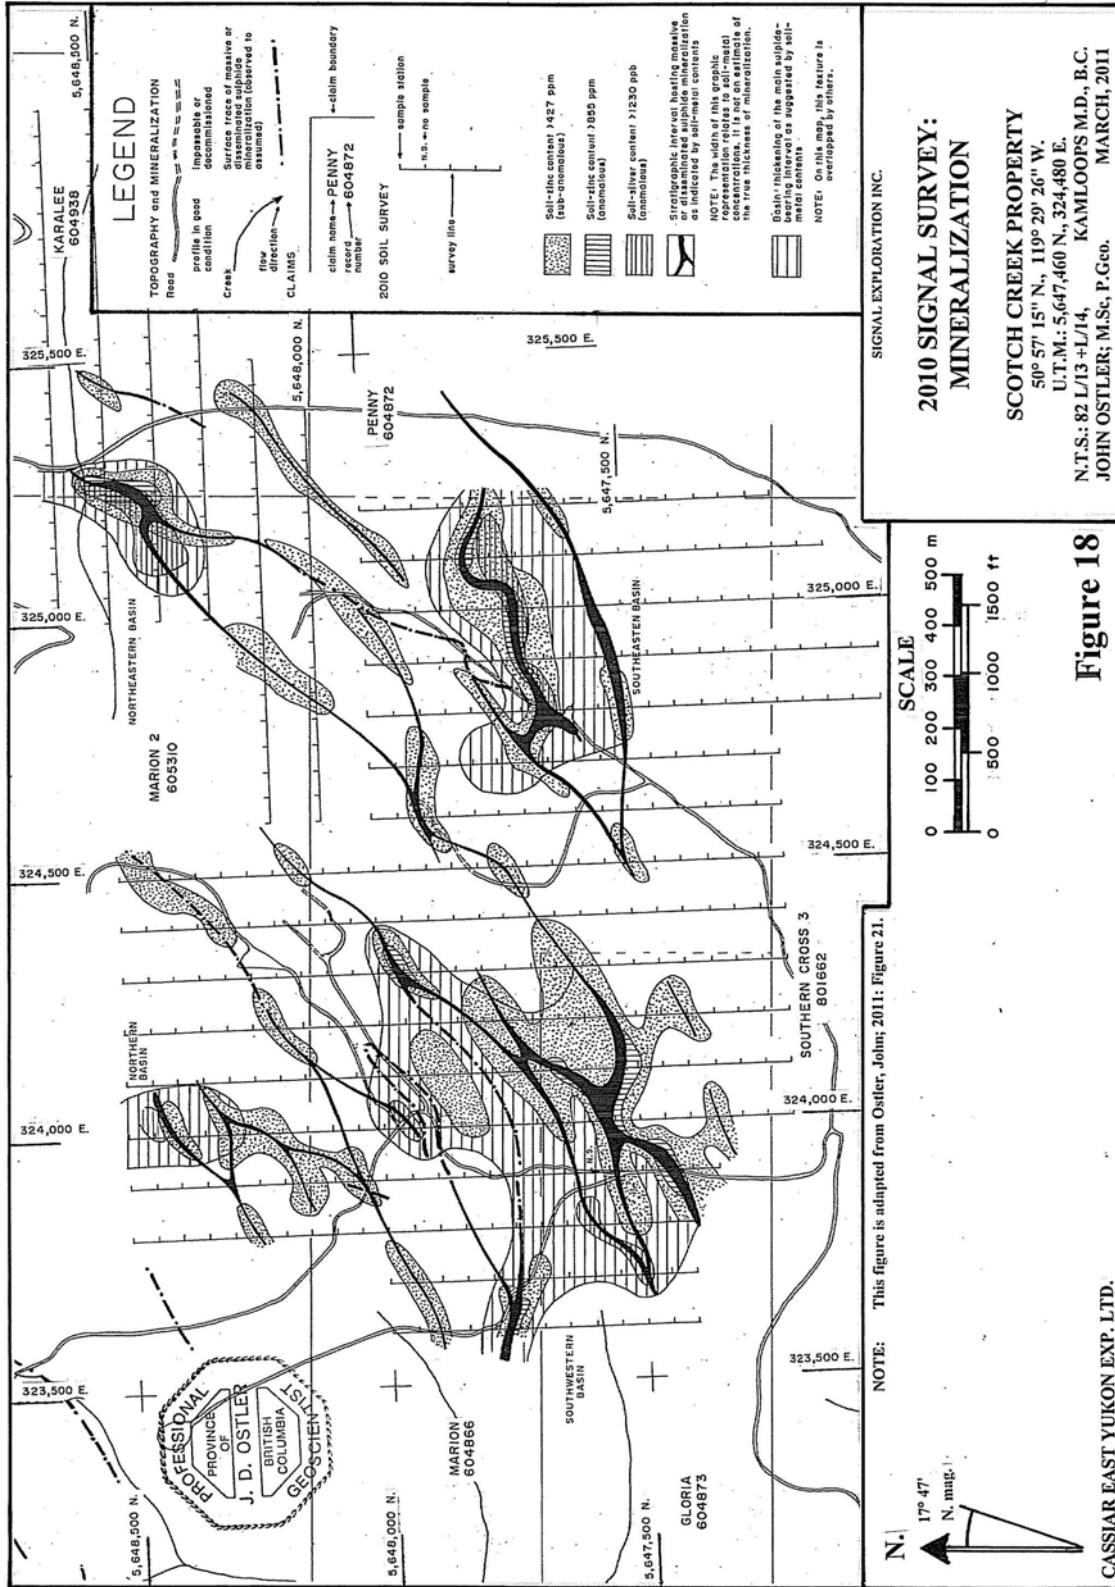 LEGEND
TOPOGRAPHY and MINERALIZATION
Road
profile in good
condition
Impassable or
decommissioned
Creek
flow
direction
Surface trace of massive or
disseminated sulphide
mineralization (observed to
assumed)
CLAIMS
claim name PENNY
record 604872
number
claim boundary
2010 SOIL SURVEY
survey line
sample station
N.S. no sample
Soil-zinc content >427 ppm
(sub-anomalous)
Soil-zinc content >855 ppm
(anomalous)
Soil-silver content >1230 ppb
(anomalous)
Stratigraphic interval hosting massive
or disseminated sulphide mineralization
as indicated by soil-metal contents
NOTE: The width of this graphic
representation relates to soil-metal
concentrations. It is not an estimate of
the true thickness of mineralization.
Basin: thickening of the main sulphide-
bearing interval as suggested by soil-
metal contents
NOTE: On this map, this texture is
overlapped by others.
SIGNAL EXPLORATION INC.
2010 SIGNAL SURVEY:
MINERALIZATION
SCOTCH CREEK PROPERTY
50° 57' 15" N., 119° 29' 26" W.
U.T.M.: 5,647,460 N., 324,480 E.
N.T.S.: 82 L/13 +L/14, KAMLOOPS M.D., B.C.
JOHN OSTLER; M.Sc, P.Geo. MARCH, 2011
KARALEE
604938
5,648,500 N.
325,500 E.
5,648,000 N.
325,500 E.
PENNY
604872
5,647,500 N.
325,000 E.
NORTHEASTERN BASIN
MARION 2
605310
325,000 E.
SOUTHEASTEN BASIN
324,500 E.
324,500 E.
NORTHERN
BASIN
SOUTHERN CROSS 3
801662
324,000 E.
324,000 E.
N.S.
323,500 E.
323,500 E.
SOUTHWESTERN
BASIN
MARION
604866
GLORIA
604873
5,648,500 N.
5,648,000 N.
5,647,500 N.
PROFESSIONAL
PROVINCE
OF
J. D. OSTLER
BRITISH
COLUMBIA
GEOSCIENTIST
NOTE: This figure is adapted from Ostler, John; 2011: Figure 21.
N.
17° 47'
N. mag.
SCALE
0 100 200 300 400 500 m
0 500 1000 1500 ft
Figure 18
CASSIAR EAST YUKON EXP. LTD.